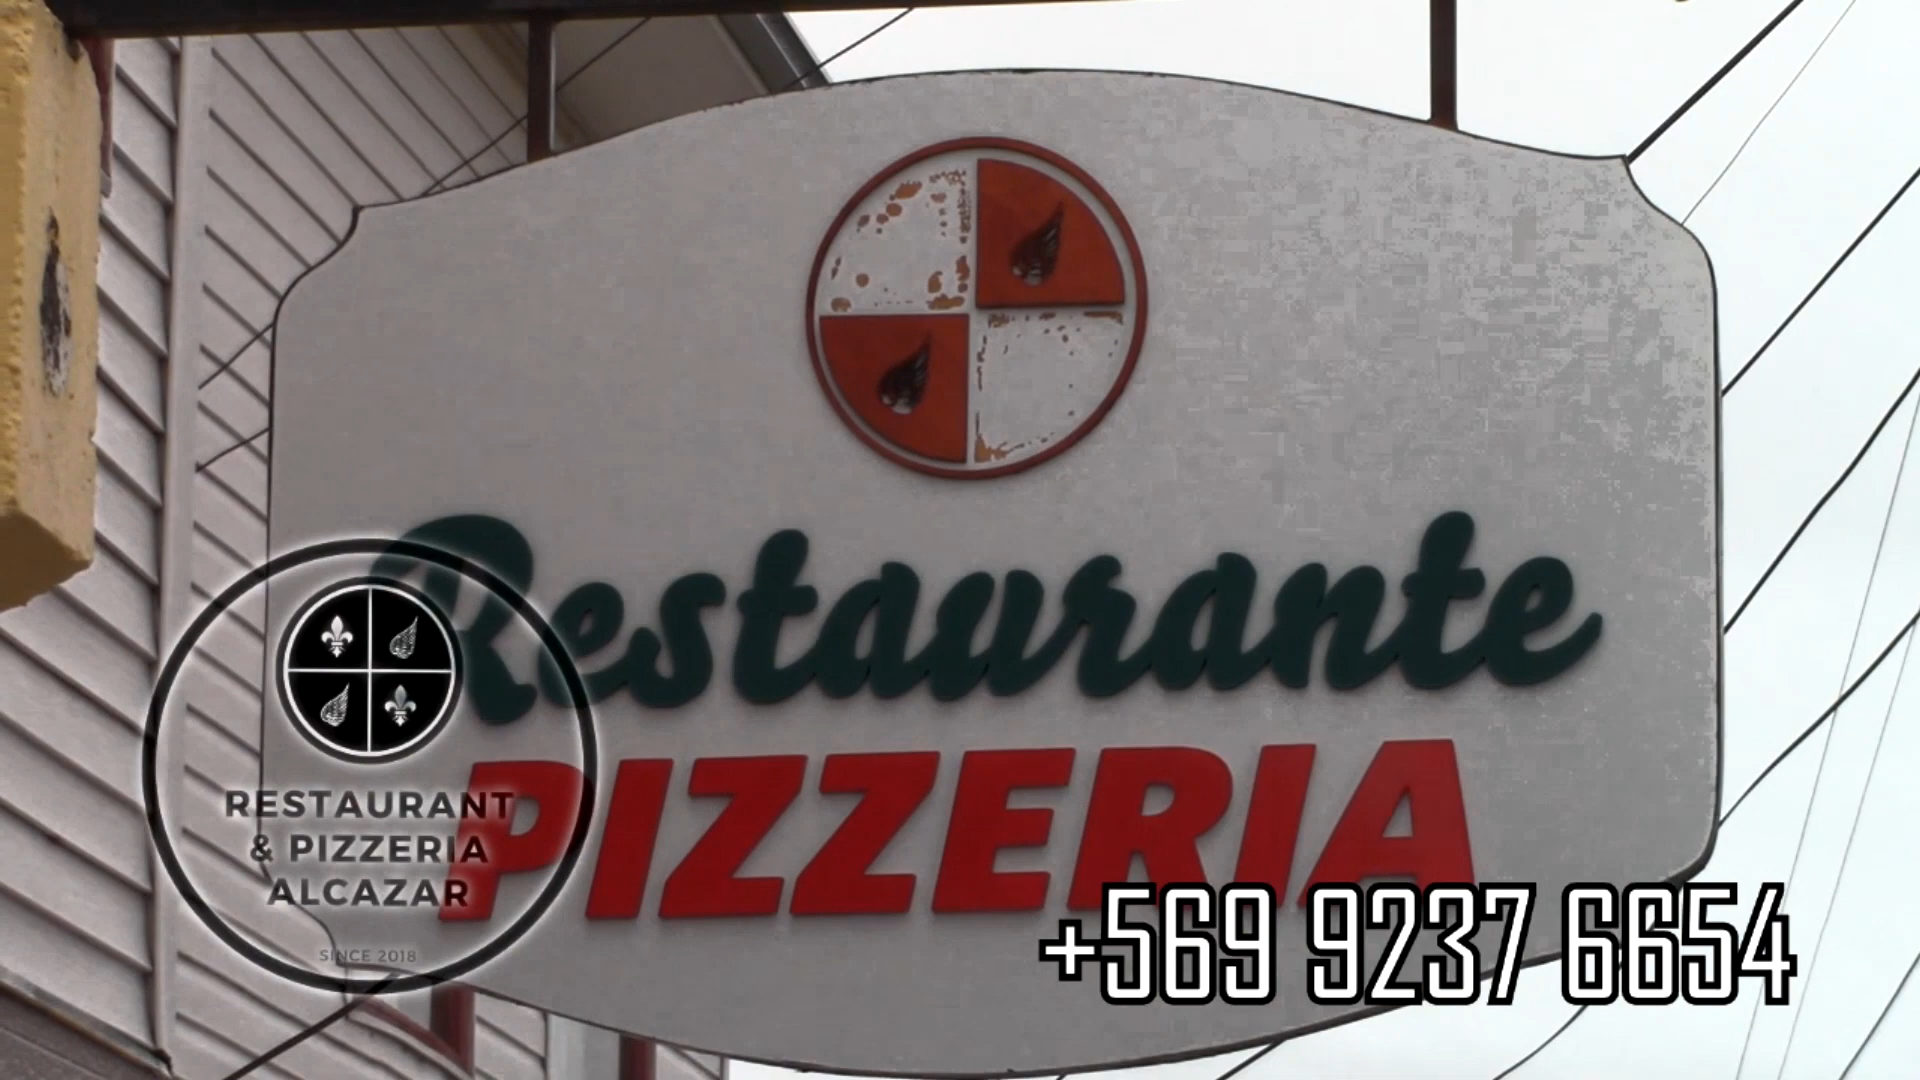 Restaurante
PIZZERIA
RESTAURANT
& PIZZERIA
ALCAZAR
SINCE 2018
+569 9237 6654